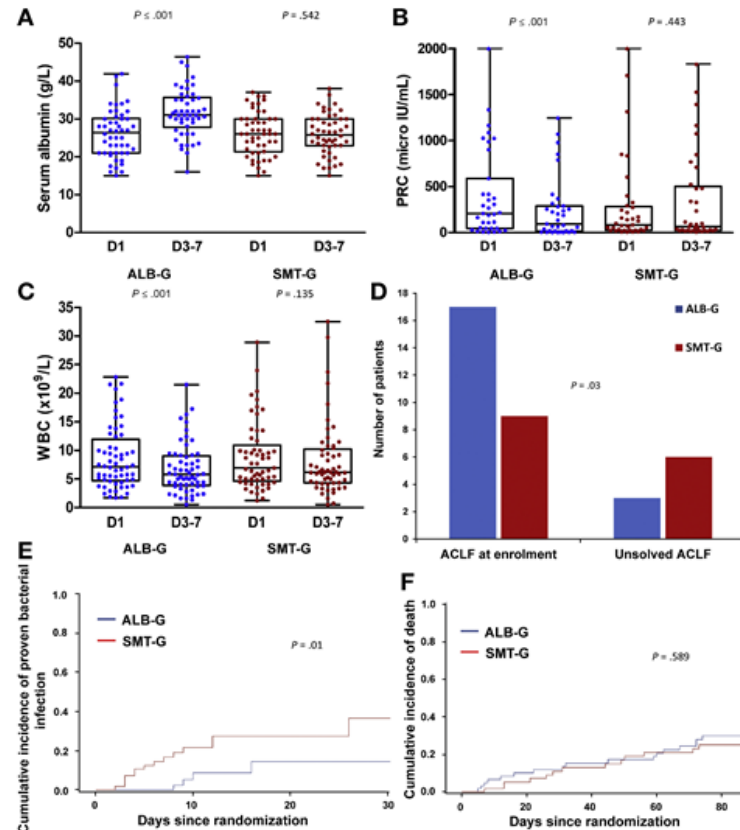 A
P ≤ .001
P = .542
Serum albumin (g/L)
50
40
30
20
10
0
D1
D3-7
D1
D3-7
ALB-G
SMT-G
B
P ≤ .001
P = .443
PRC (micro IU/mL)
2000
1500
1000
500
0
D1
D3-7
D1
D3-7
ALB-G
SMT-G
C
P ≤ .001
P = .135
WBC (x10⁹/L)
35
30
25
20
15
10
5
0
D1
D3-7
D1
D3-7
ALB-G
SMT-G
D
ALB-G
SMT-G
P = .03
Number of patients
18
16
14
12
10
8
6
4
2
0
ACLF at enrolment
Unsolved ACLF
E
ALB-G
SMT-G
P = .01
Cumulative incidence of proven bacterial
infection
1.0
0.8
0.6
0.4
0.2
0.0
0
10
20
30
Days since randomization
F
ALB-G
SMT-G
P = .589
Cumulative incidence of death
1.0
0.8
0.6
0.4
0.2
0.0
0
20
40
60
80
Days since randomization